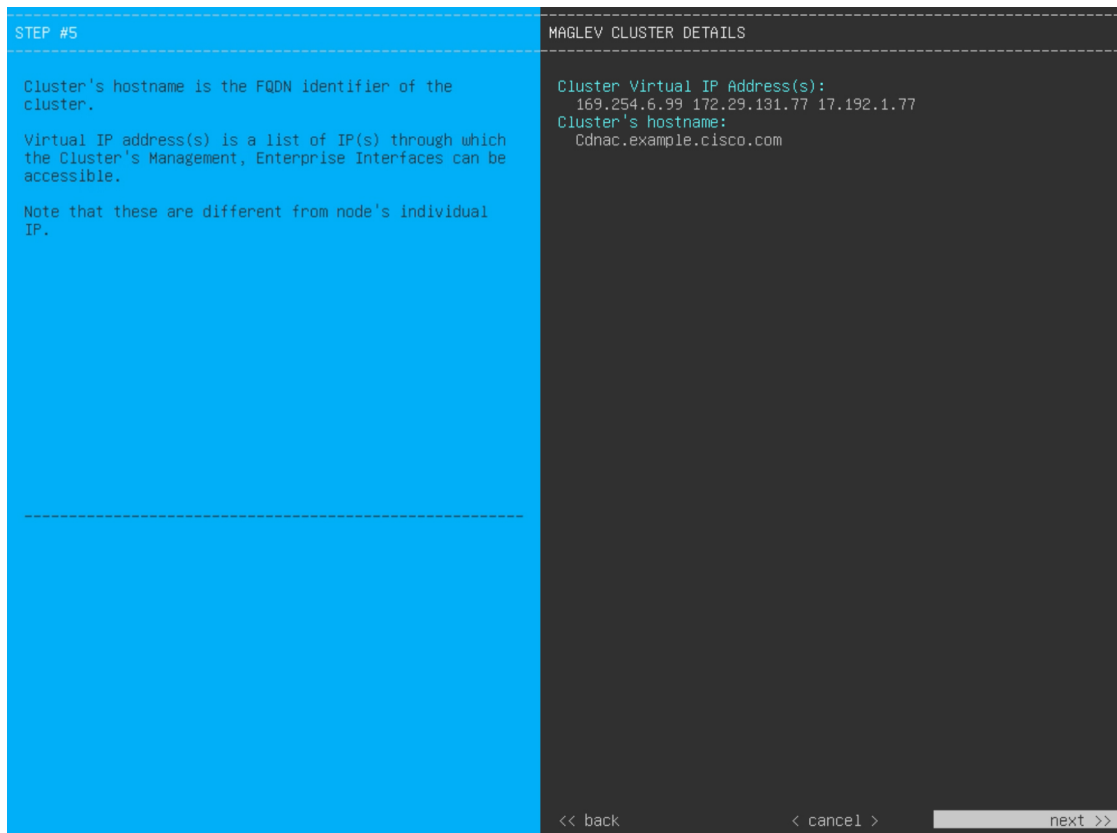 STEP #5
Cluster's hostname is the FQDN identifier of the
cluster.
Virtual IP address(s) is a list of IP(s) through which
the Cluster's Management, Enterprise Interfaces can be
accessible.
Note that these are different from node's individual
IP.
MAGLEV CLUSTER DETAILS
Cluster Virtual IP Address(s):
169.254.6.99 172.29.131.77 17.192.1.77
Cluster's hostname:
Cdnac.example.cisco.com
<< back < cancel > next >>